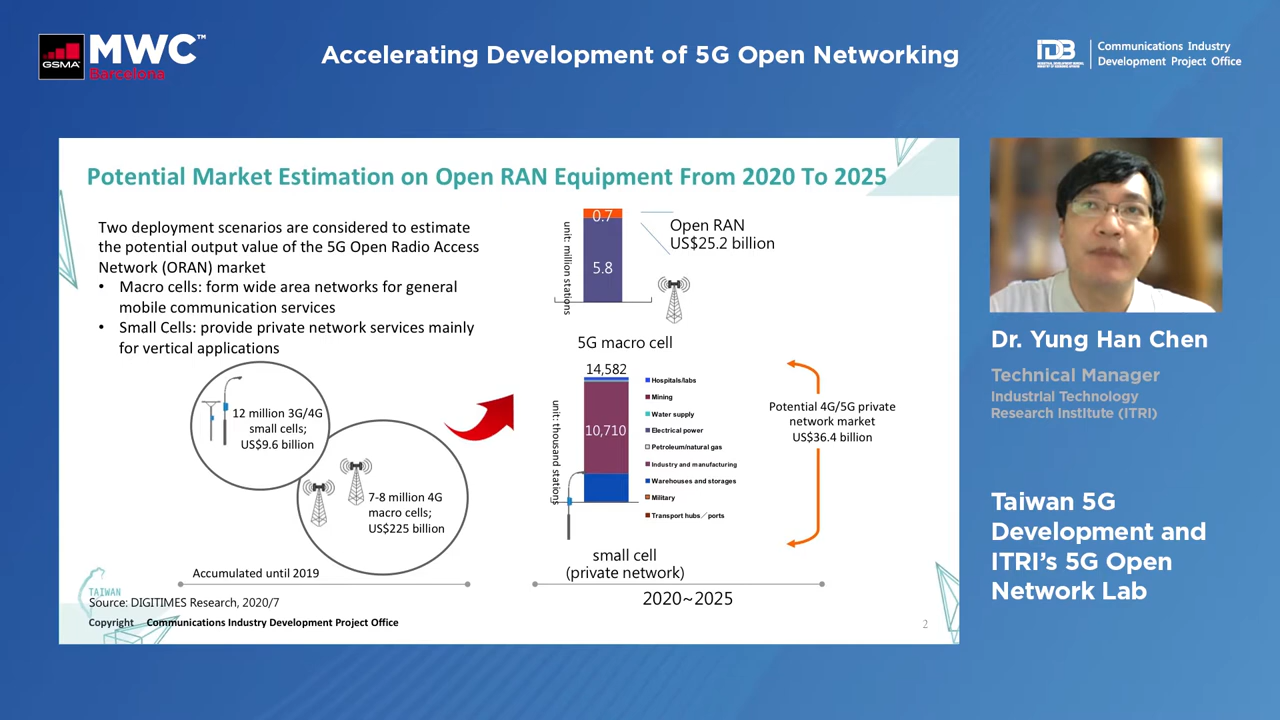 GSMA
MWC™
Barcelona
Accelerating Development of 5G Open Networking
IDB
Communications Industry
Development Project Office
Potential Market Estimation on Open RAN Equipment From 2020 To 2025
Two deployment scenarios are considered to estimate
the potential output value of the 5G Open Radio Access
Network (ORAN) market
• Macro cells: form wide area networks for general
mobile communication services
• Small Cells: provide private network services mainly
for vertical applications
12 million 3G/4G
small cells;
US$9.6 billion
7-8 million 4G
macro cells;
US$225 billion
Accumulated until 2019
unit: million stations
0.7
5.8
Open RAN
US$25.2 billion
5G macro cell
unit: thousand stations
14,582
10,710
Hospitals/labs
Mining
Water supply
Electrical power
Petroleum/natural gas
Industry and manufacturing
Warehouses and storages
Military
Transport hubs／ports
Potential 4G/5G private
network market
US$36.4 billion
small cell
(private network)
2020~2025
TAIWAN
Source: DIGITIMES Research, 2020/7
Copyright Communications Industry Development Project Office
2
Dr. Yung Han Chen
Technical Manager
Industrial Technology
Research Institute (ITRI)
Taiwan 5G
Development and
ITRI’s 5G Open
Network Lab